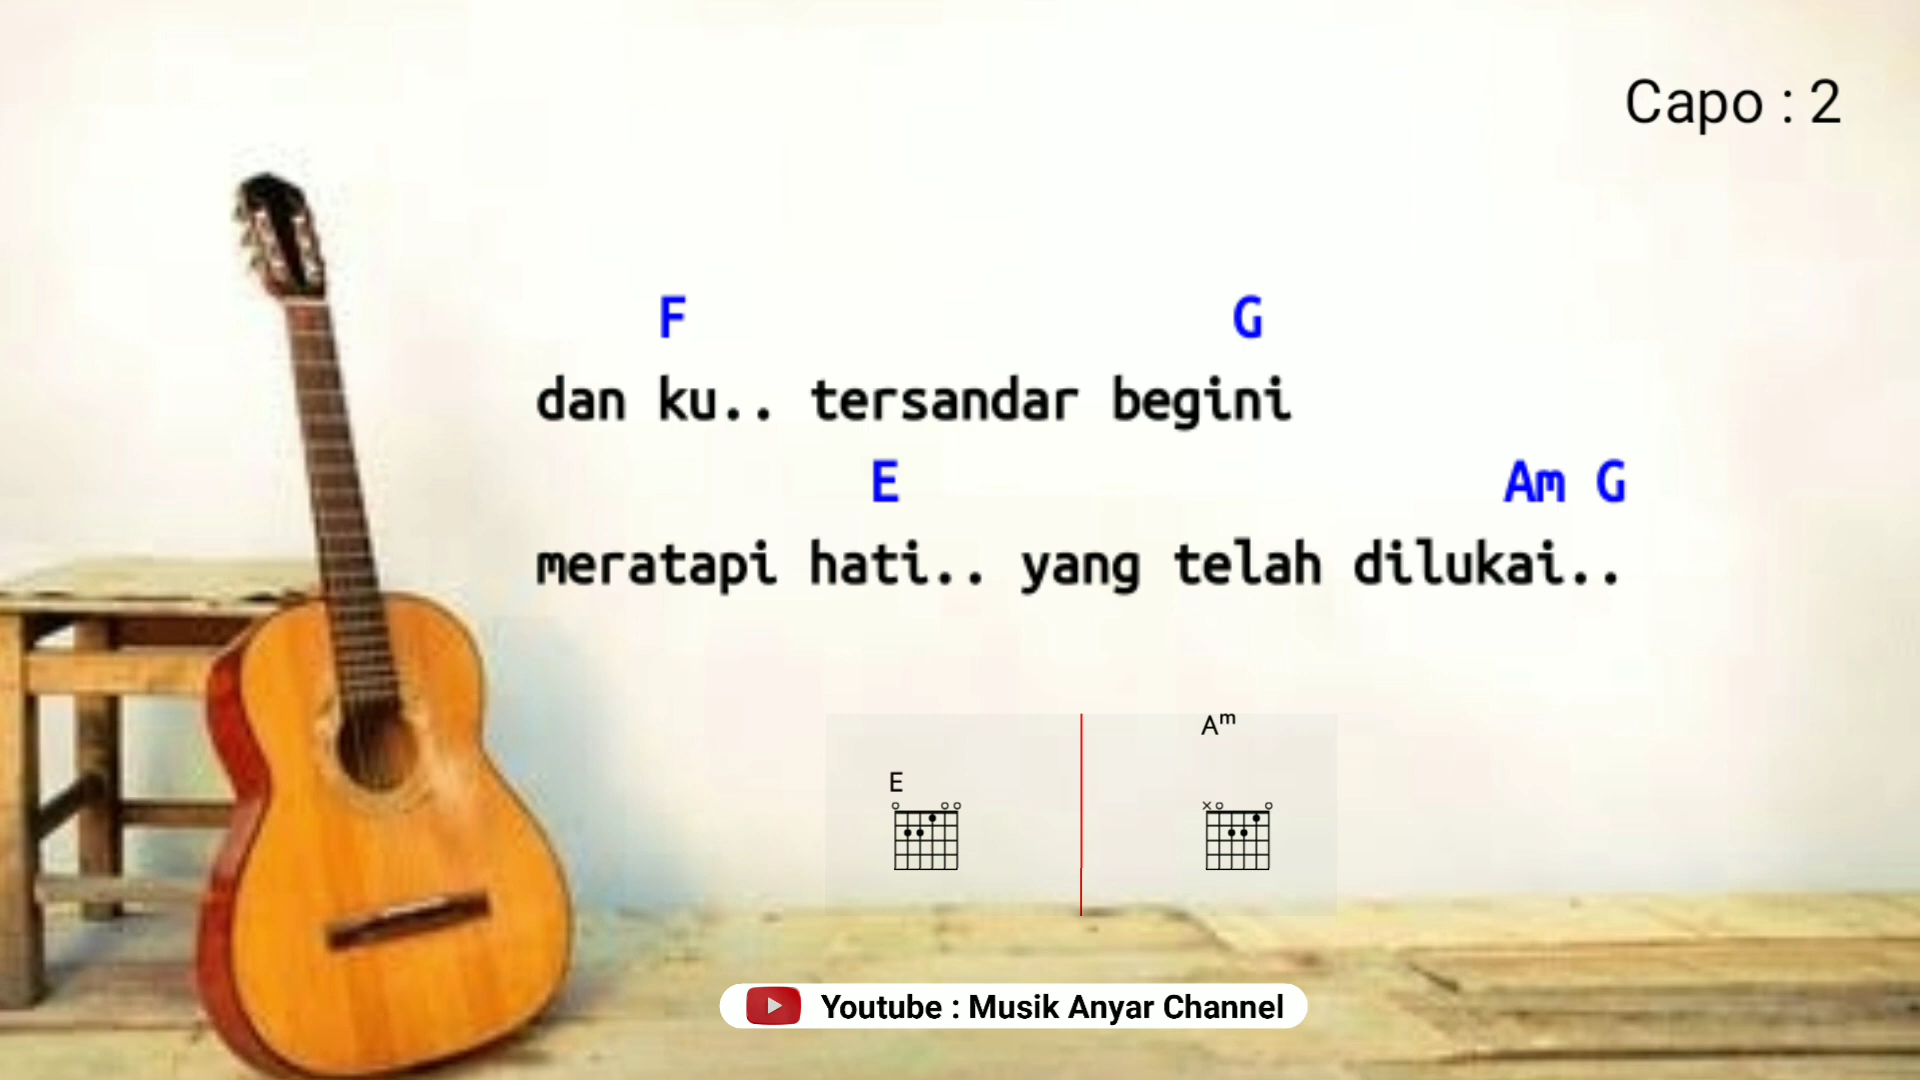 Capo : 2
F G
dan ku.. tersandar begini
E Am G
meratapi hati.. yang telah dilukai..
E
Am
Youtube : Musik Anyar Channel